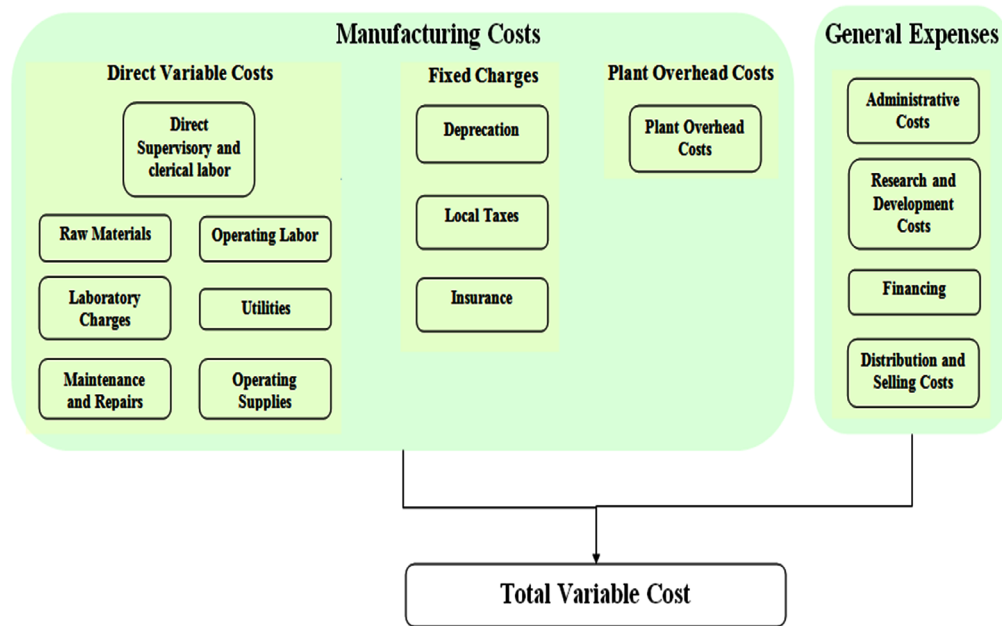 Manufacturing Costs
Direct Variable Costs
Direct
Supervisory and
clerical labor
Raw Materials
Operating Labor
Laboratory
Charges
Utilities
Maintenance
and Repairs
Operating
Supplies
Fixed Charges
Deprecation
Local Taxes
Insurance
Plant Overhead Costs
Plant Overhead
Costs
General Expenses
Administrative
Costs
Research and
Development
Costs
Financing
Distribution and
Selling Costs
Total Variable Cost